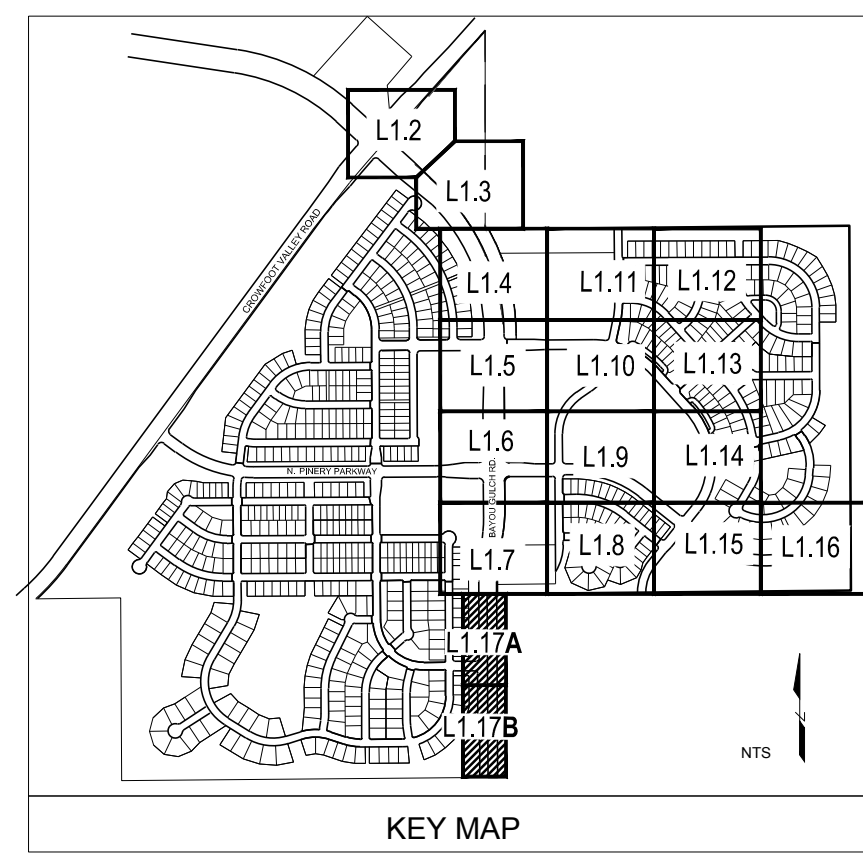 L1.2
L1.3
CROWFOOT VALLEY ROAD
L1.4
L1.11
L1.12
L1.5
L1.10
L1.13
L1.6
L1.9
L1.14
N. PINERY PARKWAY
BAYOU GULCH RD.
L1.7
L1.8
L1.15
L1.16
L1.17A
L1.17B
N
NTS
KEY MAP